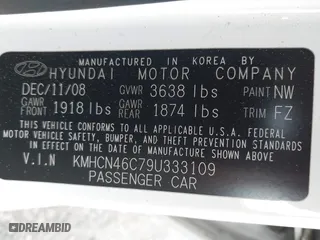 MANUFACTURED IN KOREA BY
HYUNDAI MOTOR COMPANY
DEC/11/08 GVWR 3638 lbs PAINT NW
GAWR FRONT 1918 lbs GAWR REAR 1874 lbs TRIM FZ
THIS VEHICLE CONFORMS TO ALL APPLICABLE U.S.A. FEDERAL
MOTOR VEHICLE SAFETY, BUMPER, AND THEFT PREVENTION
STANDARDS IN EFFECT ON THE DATE OF MANUFACTURE
SHOWN ABOVE.
V.I.N KMHCN46C79U333109
PASSENGER CAR
DCARFAX.HISTORY